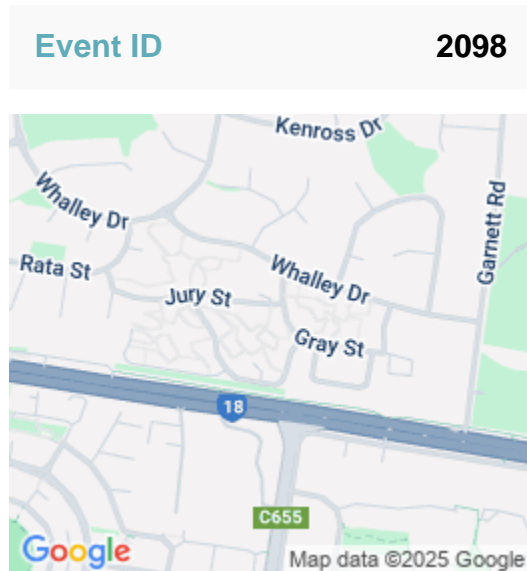 Event ID 2098
Kenross Dr
Whalley Dr
Garnett Rd
Rata St
Whalley Dr
Jury St
Gray St
18
C655
Google
Map data ©2025 Google